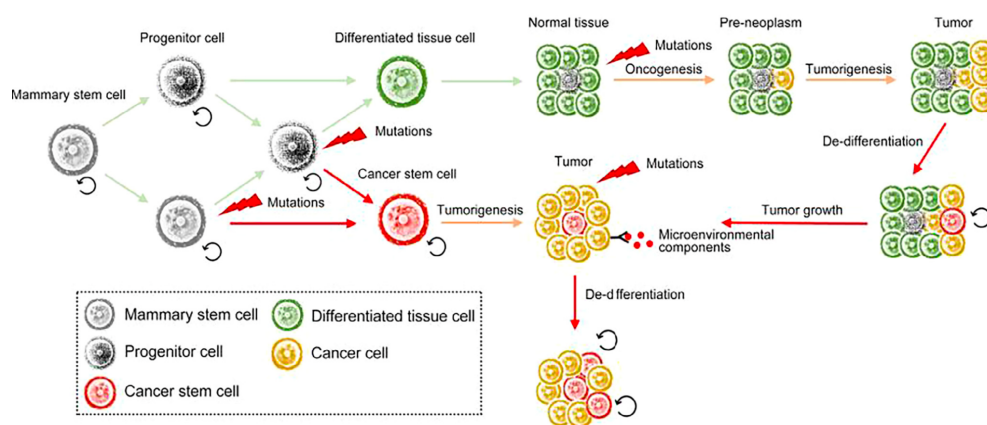 Normal tissue
Pre-neoplasm
Tumor
Progenitor cell
Differentiated tissue cell
Mutations
Oncogenesis
Tumorigenesis
Mammary stem cell
Mutations
De-differentiation
Tumor
Mutations
Cancer stem cell
Mutations
Tumorigenesis
Tumor growth
Microenvironmental
components
De-d fferentiation
Mammary stem cell
Differentiated tissue cell
Progenitor cell
Cancer cell
Cancer stem cell